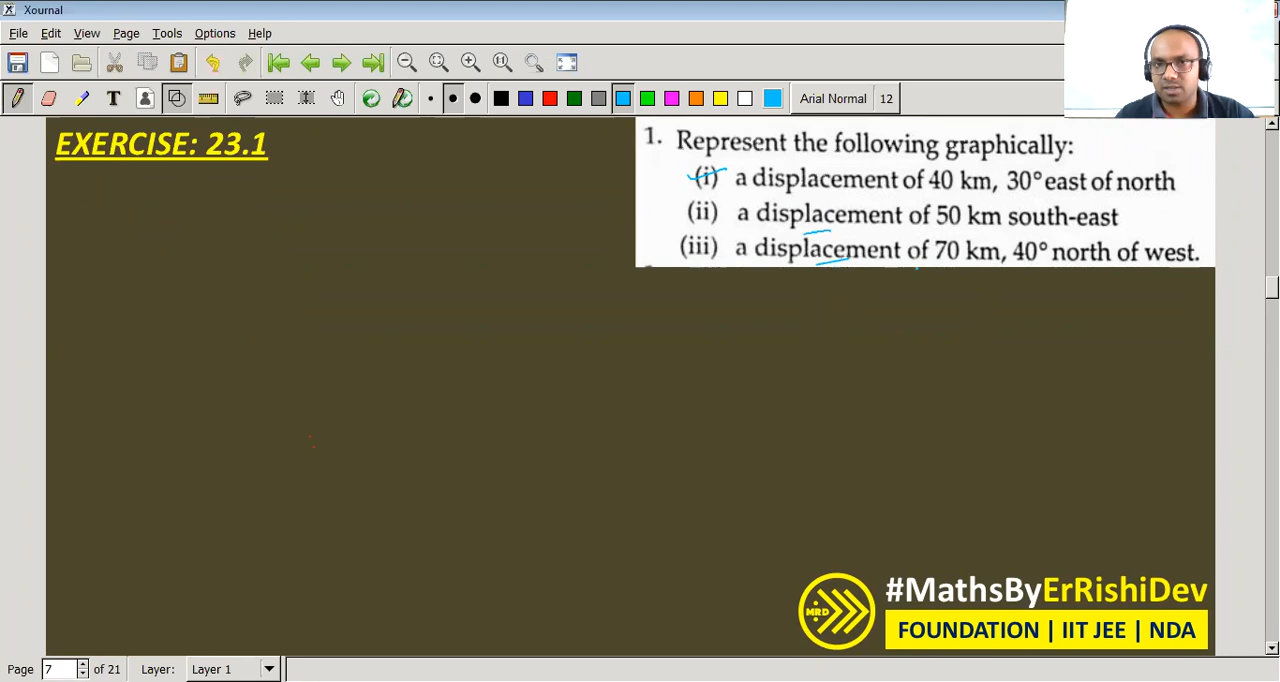 Xournal
File Edit View Page Tools Options Help
Arial Normal 12
EXERCISE: 23.1
1. Represent the following graphically:
(i) a displacement of 40 km, 30° east of north
(ii) a displacement of 50 km south-east
(iii) a displacement of 70 km, 40° north of west.
MRD
#MathsByErRishiDev
FOUNDATION | IIT JEE | NDA
Page 7 of 21 Layer: Layer 1